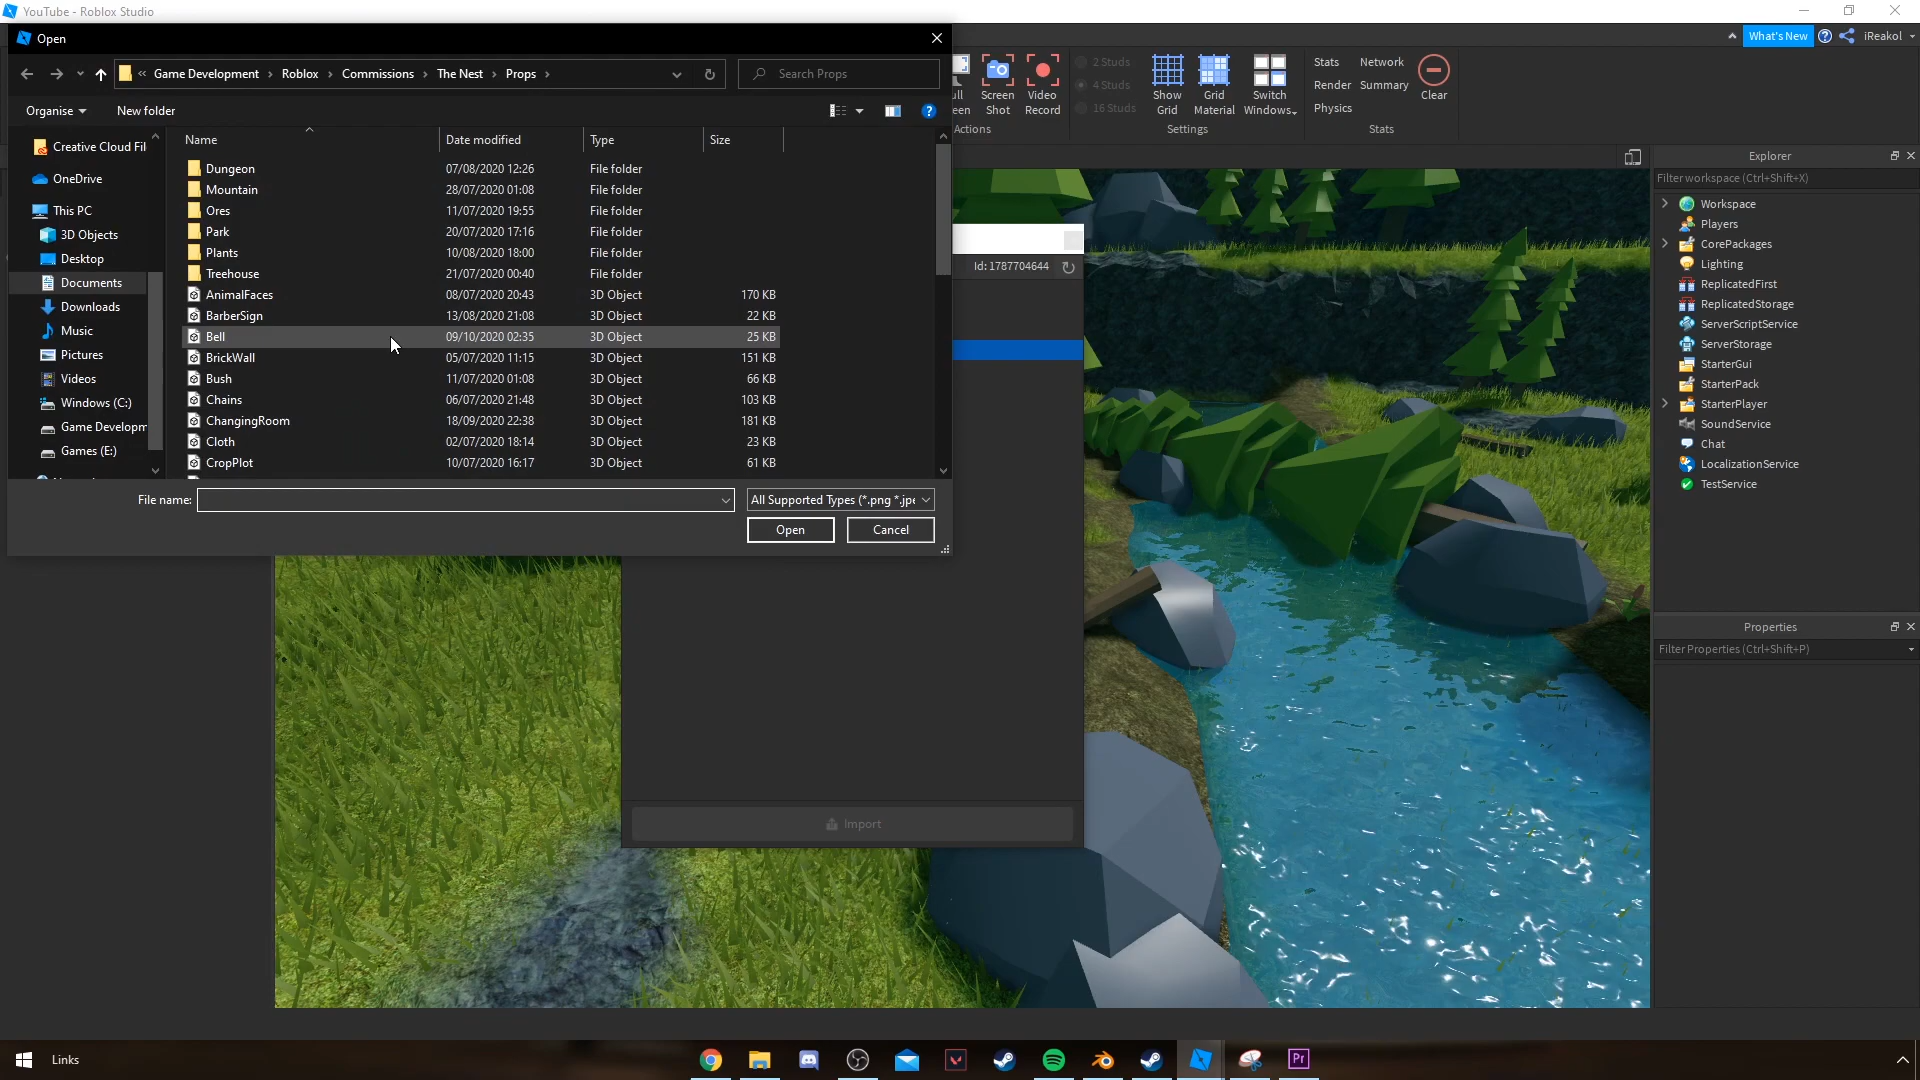 YouTube - Roblox Studio
Open
What's New
iReakol
« Game Development › Roblox › Commissions › The Nest › Props ›
Search Props
Organise
New folder
Name
Date modified
Type
Size
Creative Cloud Fil
OneDrive
This PC
3D Objects
Desktop
Documents
Downloads
Music
Pictures
Videos
Windows (C:)
Game Developm
Games (E:)
Dungeon 07/08/2020 12:26 File folder
Mountain 28/07/2020 01:08 File folder
Ores 11/07/2020 19:55 File folder
Park 20/07/2020 17:16 File folder
Plants 10/08/2020 18:00 File folder
Treehouse 21/07/2020 00:40 File folder
AnimalFaces 08/07/2020 20:43 3D Object 170 KB
BarberSign 13/08/2020 21:08 3D Object 22 KB
Bell 09/10/2020 02:35 3D Object 25 KB
BrickWall 05/07/2020 11:15 3D Object 151 KB
Bush 11/07/2020 01:08 3D Object 66 KB
Chains 06/07/2020 21:48 3D Object 103 KB
ChangingRoom 18/09/2020 22:38 3D Object 181 KB
Cloth 02/07/2020 18:14 3D Object 23 KB
CropPlot 10/07/2020 16:17 3D Object 61 KB
File name:
All Supported Types (*.png *.jpe
Open
Cancel
ull
een
Screen
Shot
Video
Record
Actions
2 Studs
4 Studs
16 Studs
Show
Grid
Grid
Material
Switch
Windows
Settings
Stats
Network
Render
Summary
Physics
Clear
Stats
Id: 1787704644
Import
Explorer
Filter workspace (Ctrl+Shift+X)
Workspace
Players
CorePackages
Lighting
ReplicatedFirst
ReplicatedStorage
ServerScriptService
ServerStorage
StarterGui
StarterPack
StarterPlayer
SoundService
Chat
LocalizationService
TestService
Properties
Filter Properties (Ctrl+Shift+P)
Links
Pr